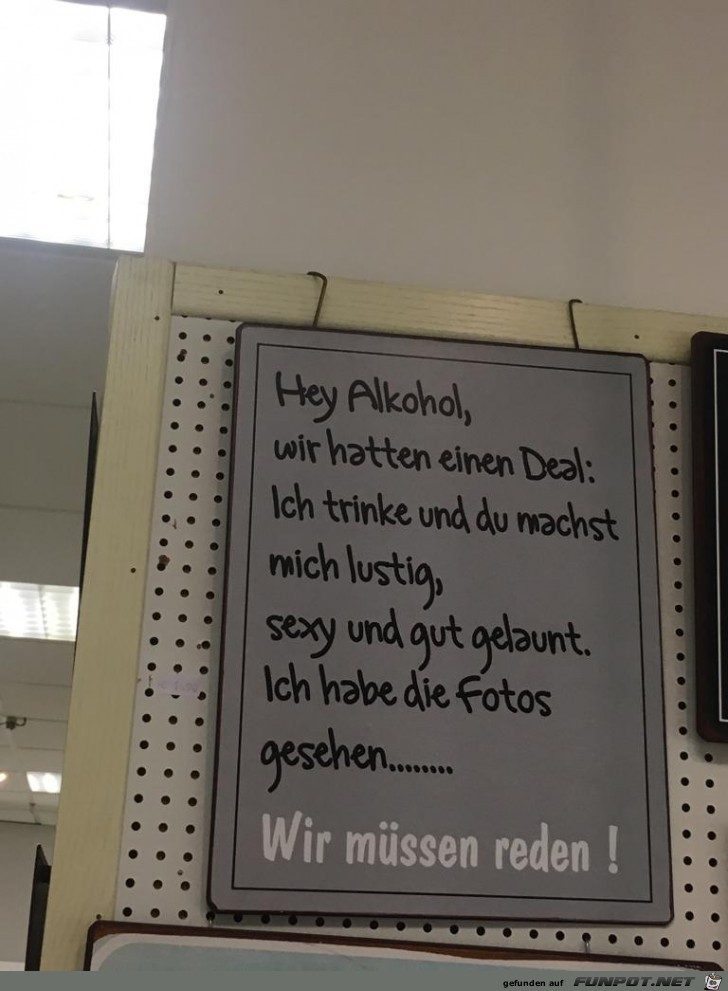 Hey Alkohol,
wir hatten einen Deal:
Ich trinke und du machst
mich lustig,
sexy und gut gelaunt.
Ich habe die Fotos
gesehen........
Wir müssen reden !
gefunden auf FUNPOT.NET